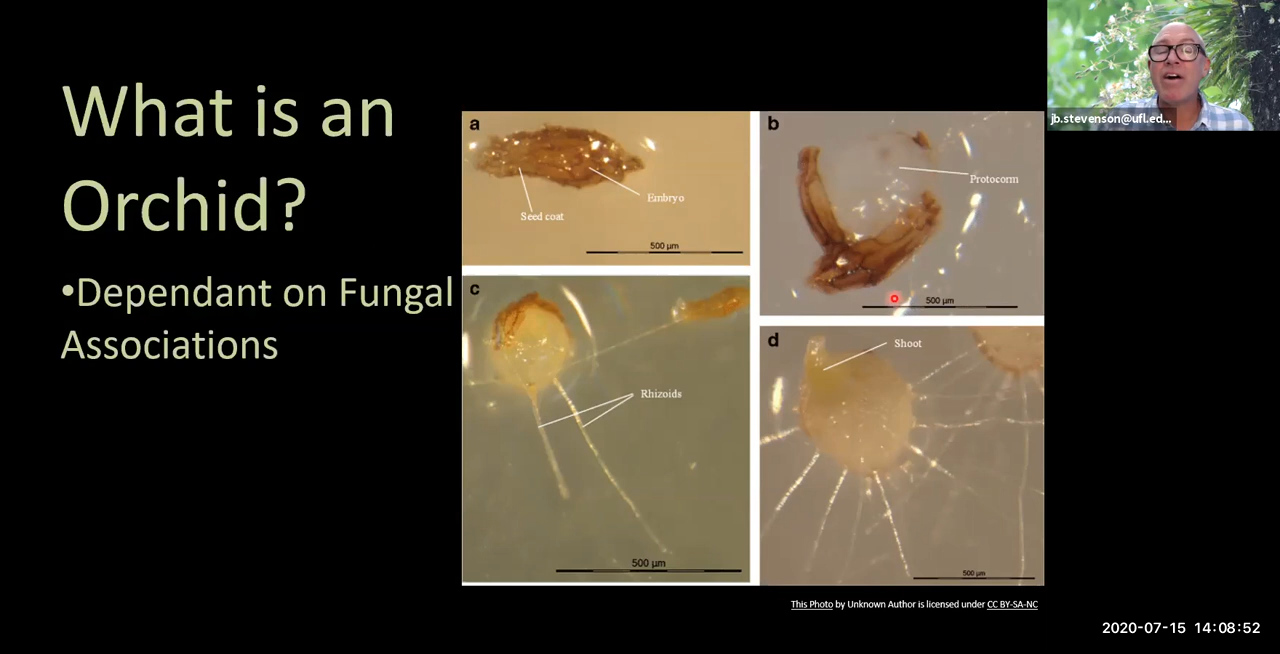 What is an
Orchid?
•Dependant on Fungal
Associations
a
Seed coat
Embryo
500 µm
b
Protocorm
500 µm
c
Rhizoids
500 µm
d
Shoot
500 µm
This Photo by Unknown Author is licensed under CC BY-SA-NC
jb.stevenson@ufl.ed...
2020-07-15 14:08:52